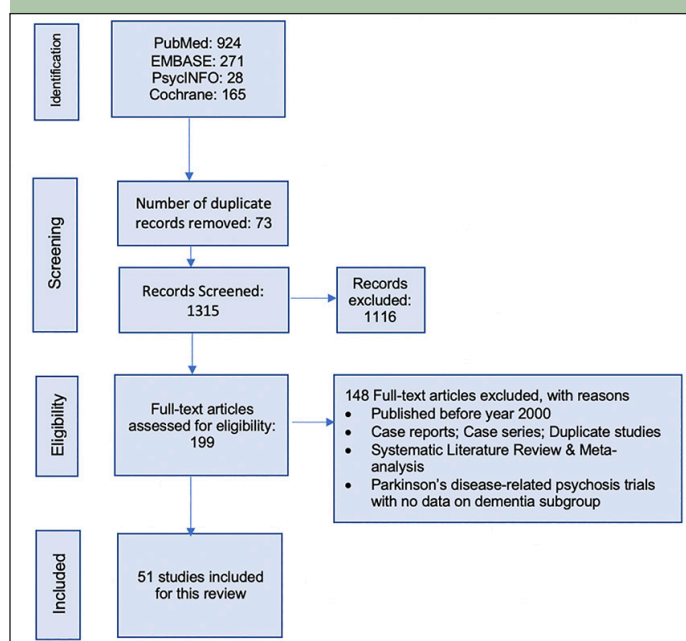 Identification
PubMed: 924
EMBASE: 271
PsycINFO: 28
Cochrane: 165
Screening
Number of duplicate
records removed: 73
Records Screened:
1315
Records
excluded:
1116
Eligibility
Full-text articles
assessed for eligibility:
199
148 Full-text articles excluded, with reasons
• Published before year 2000
• Case reports; Case series; Duplicate studies
• Systematic Literature Review & Meta-
analysis
• Parkinson's disease-related psychosis trials
with no data on dementia subgroup
Included
51 studies included
for this review